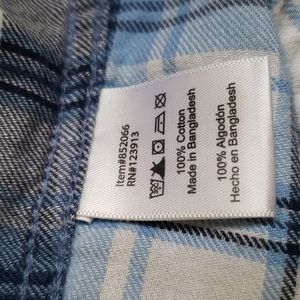 Item#852066
RN#123913
100% Cotton
Made in Bangladesh
100% Algodón
Hecho en Bangladesh